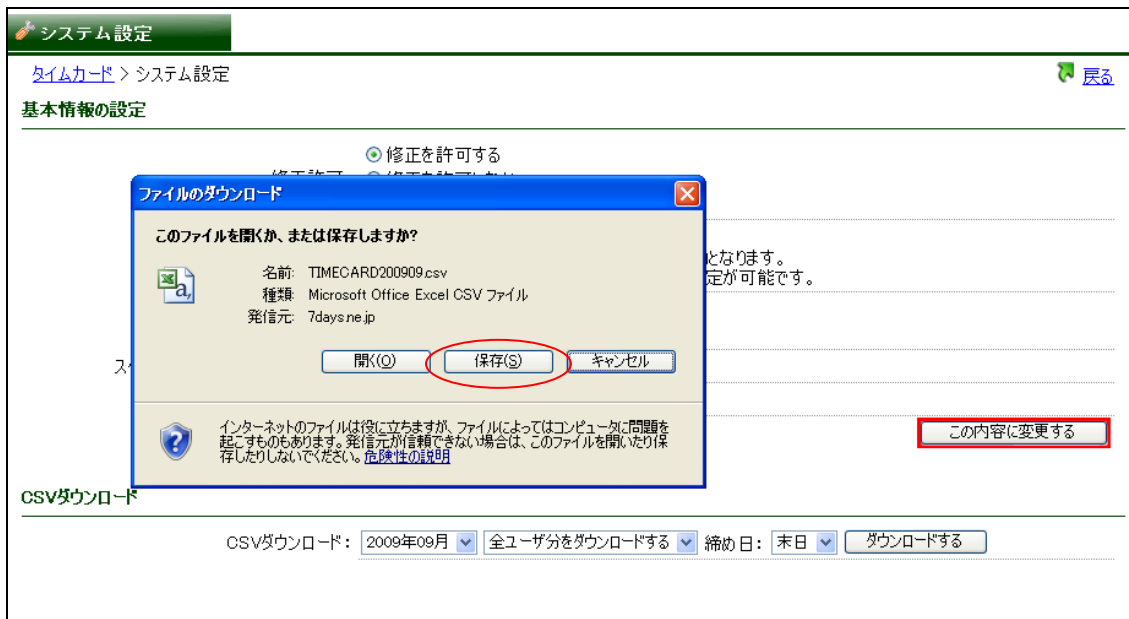 システム設定
タイムカード > システム設定
戻る
基本情報の設定
修正を許可する
ファイルのダウンロード
このファイルを開くか、または保存しますか?
名前: TIMECARD200909.csv
種類: Microsoft Office Excel CSV ファイル
発信元: 7days.ne.jp
開く(O) 保存(S) キャンセル
となります。
定が可能です。
インターネットのファイルは役に立ちますが、ファイルによってはコンピュータに問題を
起こすものもあります。発信元が信頼できない場合は、このファイルを開いたり保
存したりしないでください。危険性の説明
この内容に変更する
CSVダウンロード
CSVダウンロード: 2009年09月 全ユーザ分をダウンロードする 締め日: 末日 ダウンロードする